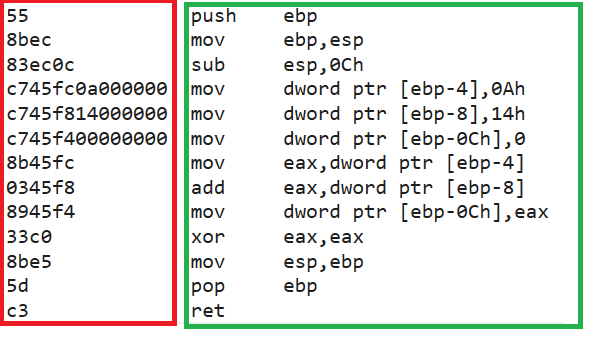 55 push ebp
8bec mov ebp,esp
83ec0c sub esp,0Ch
c745fc0a000000 mov dword ptr [ebp-4],0Ah
c745f814000000 mov dword ptr [ebp-8],14h
c745f400000000 mov dword ptr [ebp-0Ch],0
8b45fc mov eax,dword ptr [ebp-4]
0345f8 add eax,dword ptr [ebp-8]
8945f4 mov dword ptr [ebp-0Ch],eax
33c0 xor eax,eax
8be5 mov esp,ebp
5d pop ebp
c3 ret